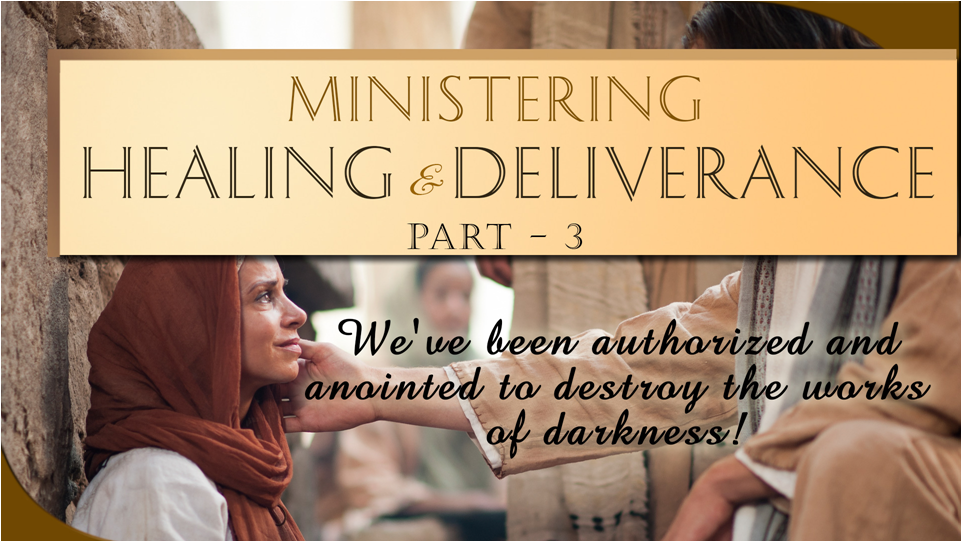 MINISTERING
HEALING & DELIVERANCE
PART - 3
We've been authorized and
anointed to destroy the works
of darkness!